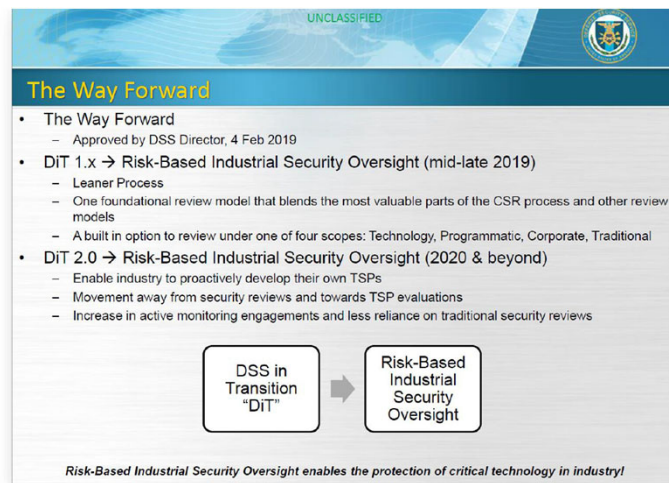 UNCLASSIFIED
The Way Forward
• The Way Forward
– Approved by DSS Director, 4 Feb 2019
• DiT 1.x → Risk-Based Industrial Security Oversight (mid-late 2019)
– Leaner Process
– One foundational review model that blends the most valuable parts of the CSR process and other review
models
– A built in option to review under one of four scopes: Technology, Programmatic, Corporate, Traditional
• DiT 2.0 → Risk-Based Industrial Security Oversight (2020 & beyond)
– Enable industry to proactively develop their own TSPs
– Movement away from security reviews and towards TSP evaluations
– Increase in active monitoring engagements and less reliance on traditional security reviews
DSS in
Transition
“DiT”
Risk-Based
Industrial
Security
Oversight
Risk-Based Industrial Security Oversight enables the protection of critical technology in industry!